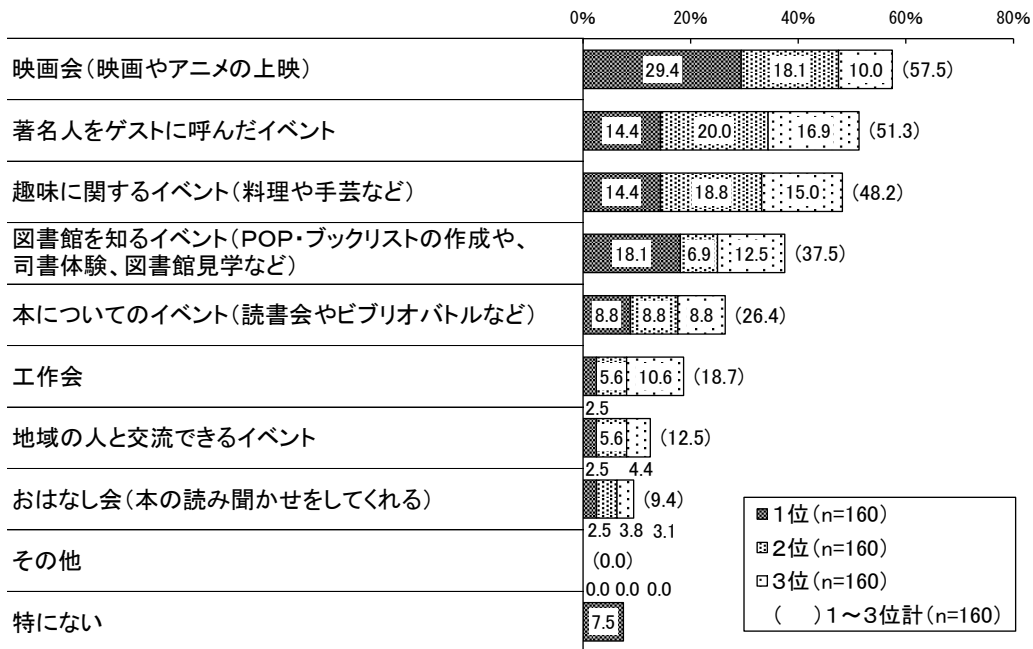 0% 20% 40% 60% 80%
映画会(映画やアニメの上映)
29.4 18.1 10.0 (57.5)
著名人をゲストに呼んだイベント
14.4 20.0 16.9 (51.3)
趣味に関するイベント(料理や手芸など)
14.4 18.8 15.0 (48.2)
図書館を知るイベント(POP・ブックリストの作成や、
司書体験、図書館見学など)
18.1 6.9 12.5 (37.5)
本についてのイベント(読書会やビブリオバトルなど)
8.8 8.8 8.8 (26.4)
工作会
5.6 10.6 (18.7)
2.5
地域の人と交流できるイベント
5.6 (12.5)
2.5 4.4
おはなし会(本の読み聞かせをしてくれる)
(9.4)
2.5 3.8 3.1
その他
(0.0)
0.0 0.0 0.0
特にない
7.5
1位(n=160)
2位(n=160)
3位(n=160)
( )1~3位計(n=160)